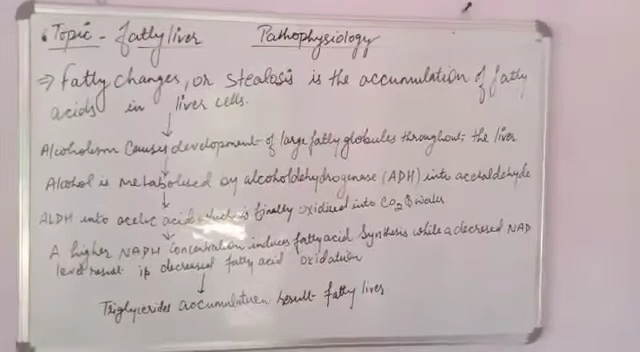 Topic - Fatty liver Pathophysiology
⇒ Fatty changes, or steatosis is the accumulation of fatty
acids in liver cells.
↓
Alcoholism causes development of large fatty globules throughout the liver
↓
Alcohol is metabolised by alcoholdehydrogenase (ADH) into acetaldehyde
↓
ALDH into acetic acid which is finally oxidized into CO2 & water
↓
A higher NADH concentration induces fatty acid synthesis while a decreased NAD
level result in decreased fatty acid oxidation
↓
Triglycerides accumulation result fatty liver